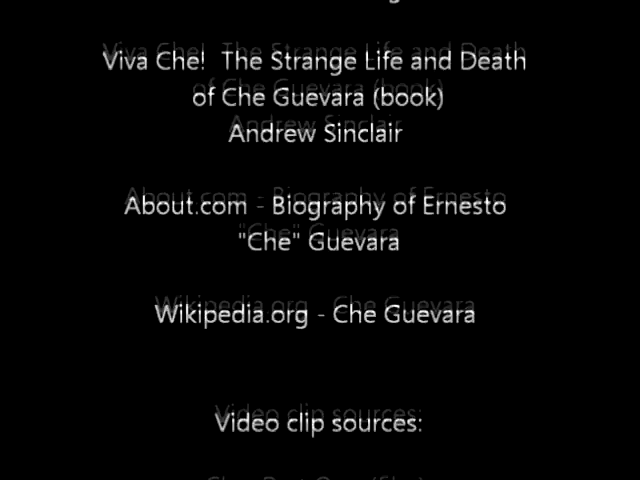 Viva Che!  The Strange Life and Death
of Che Guevara (book)
Andrew Sinclair
About.com - Biography of Ernesto
"Che" Guevara
Wikipedia.org - Che Guevara
Video clip sources: